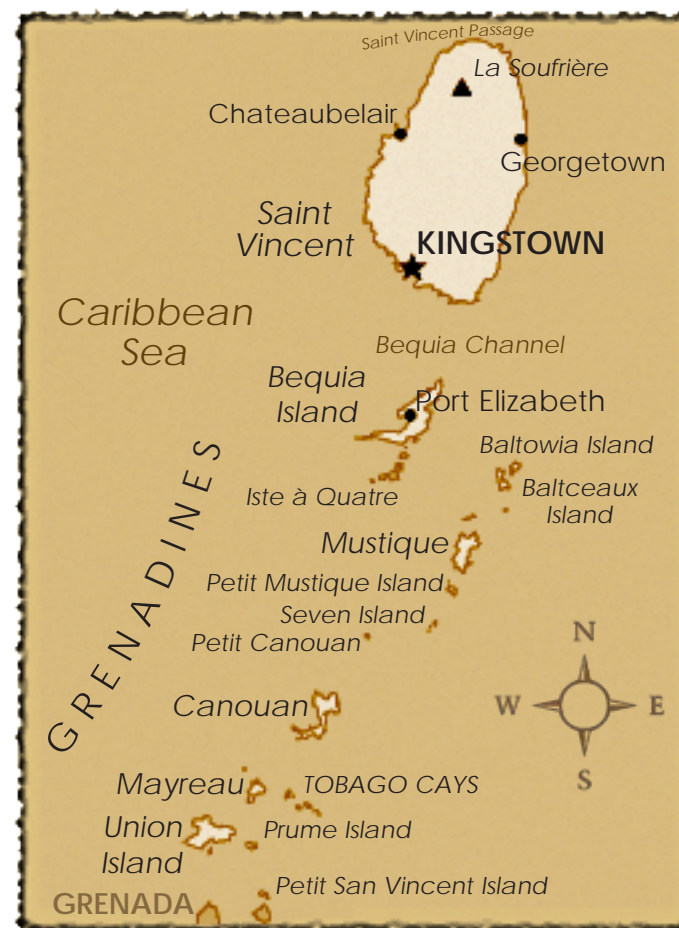 Saint Vincent Passage
La Soufrière
Chateaubelair
Georgetown
Saint
Vincent
KINGSTOWN
Caribbean
Sea
Bequia Channel
Bequia
Island
Port Elizabeth
Baltowia Island
Iste à Quatre
Baltceaux
Island
GRENADINES
Mustique
Petit Mustique Island
Seven Island
Petit Canouan
N
W
E
S
Canouan
Mayreau
TOBAGO CAYS
Union
Island
Prume Island
Petit San Vincent Island
GRENADA